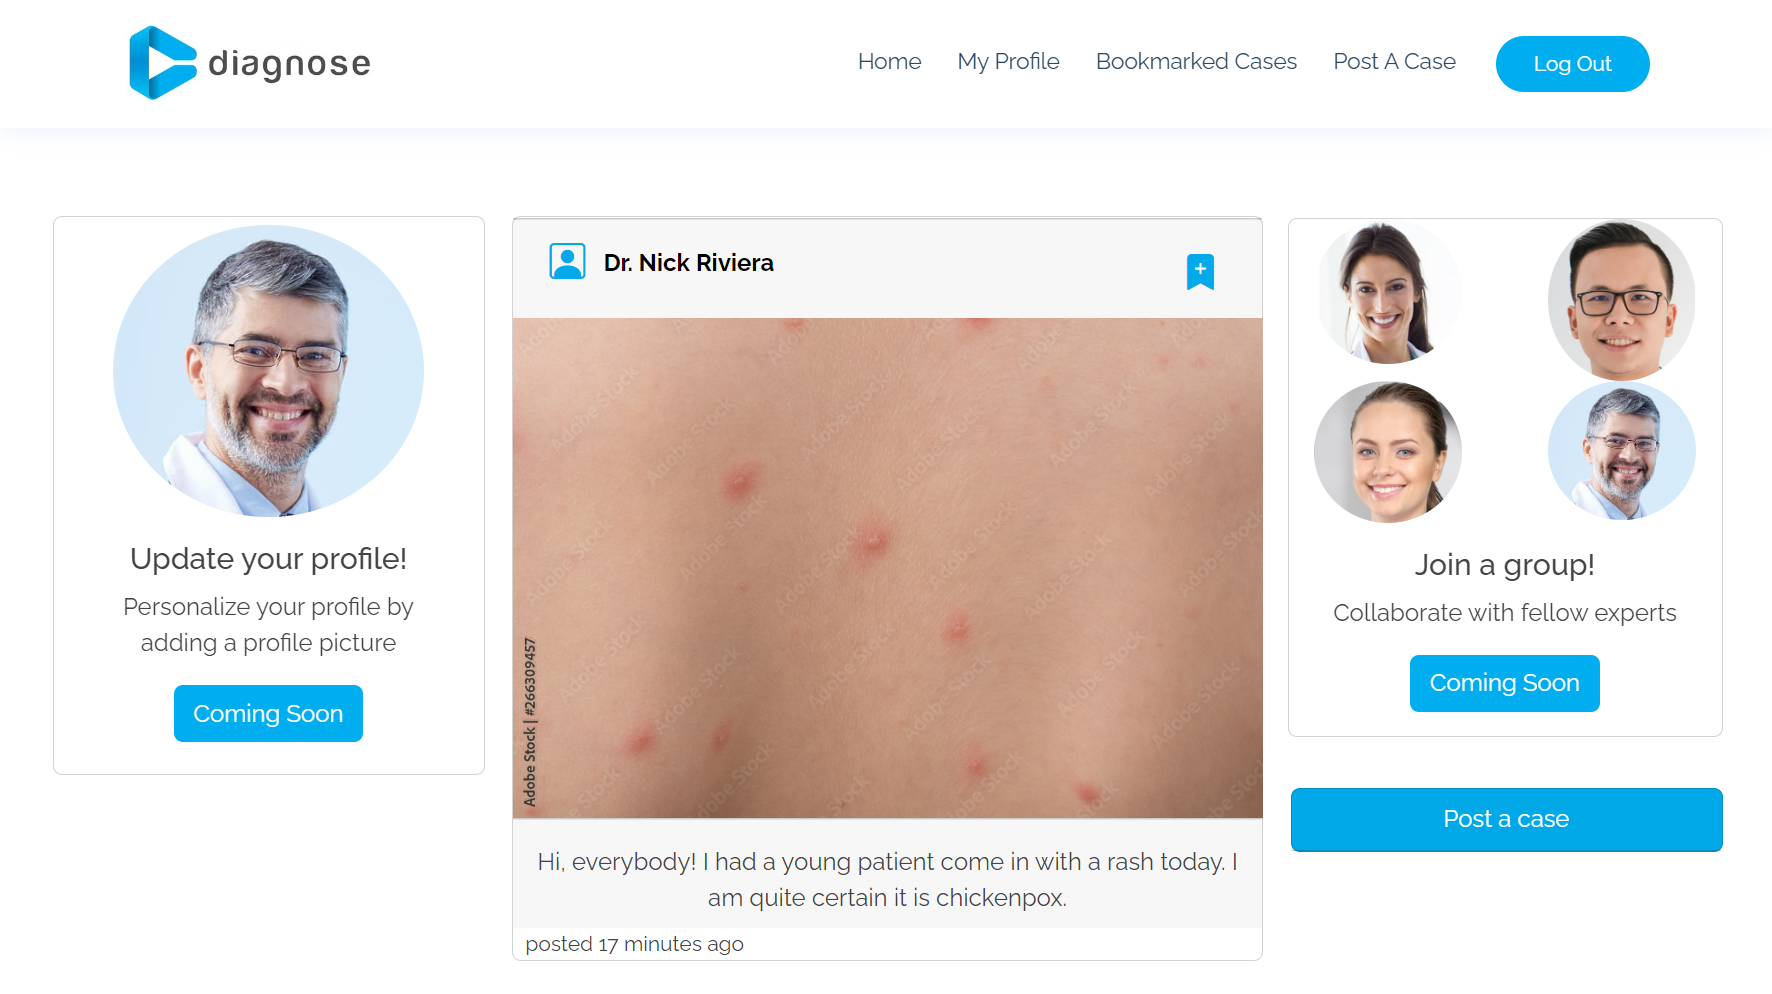 diagnose
Home
My Profile
Bookmarked Cases
Post A Case
Log Out
Update your profile!
Personalize your profile by
adding a profile picture
Coming Soon
Dr. Nick Riviera
Adobe Stock
Adobe Stock | #266309457
Hi, everybody! I had a young patient come in with a rash today. I
am quite certain it is chickenpox.
posted 17 minutes ago
Join a group!
Collaborate with fellow experts
Coming Soon
Post a case